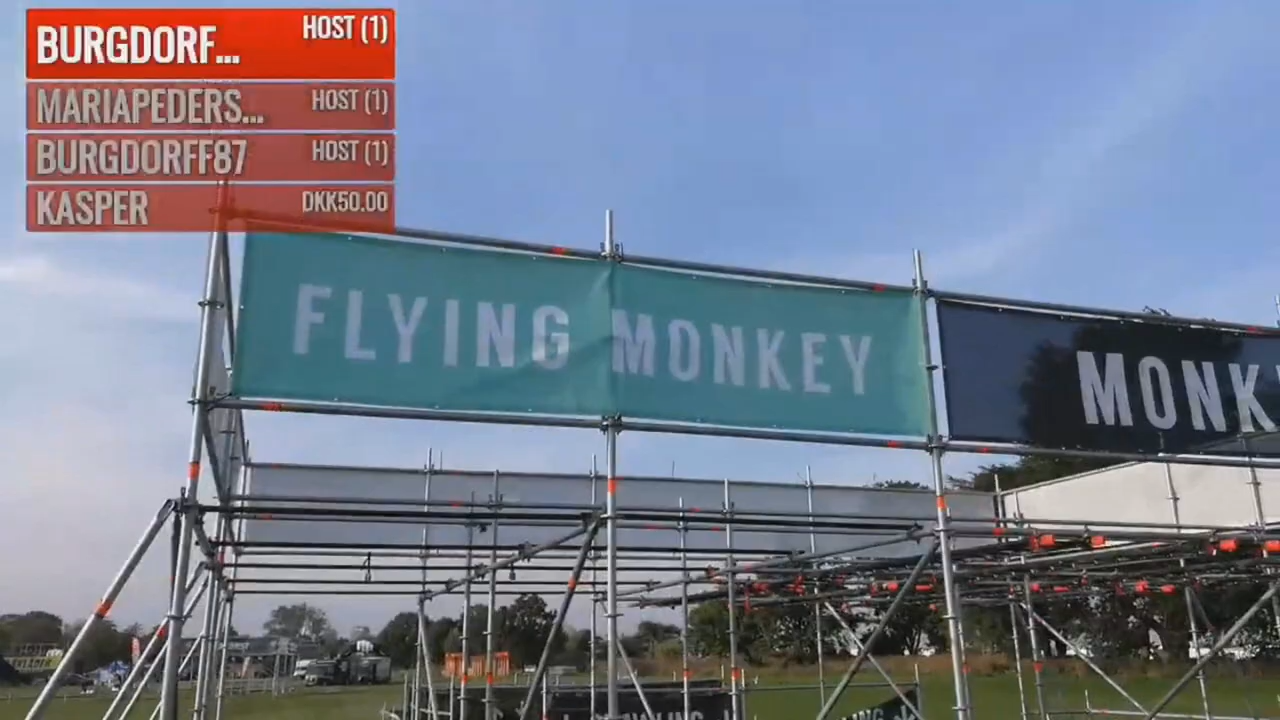 BURGDORF... HOST (1)
MARIAPEDERS... HOST (1)
BURGDORFF87 HOST (1)
KASPER DKK50.00
FLYING MONKEY
MONK